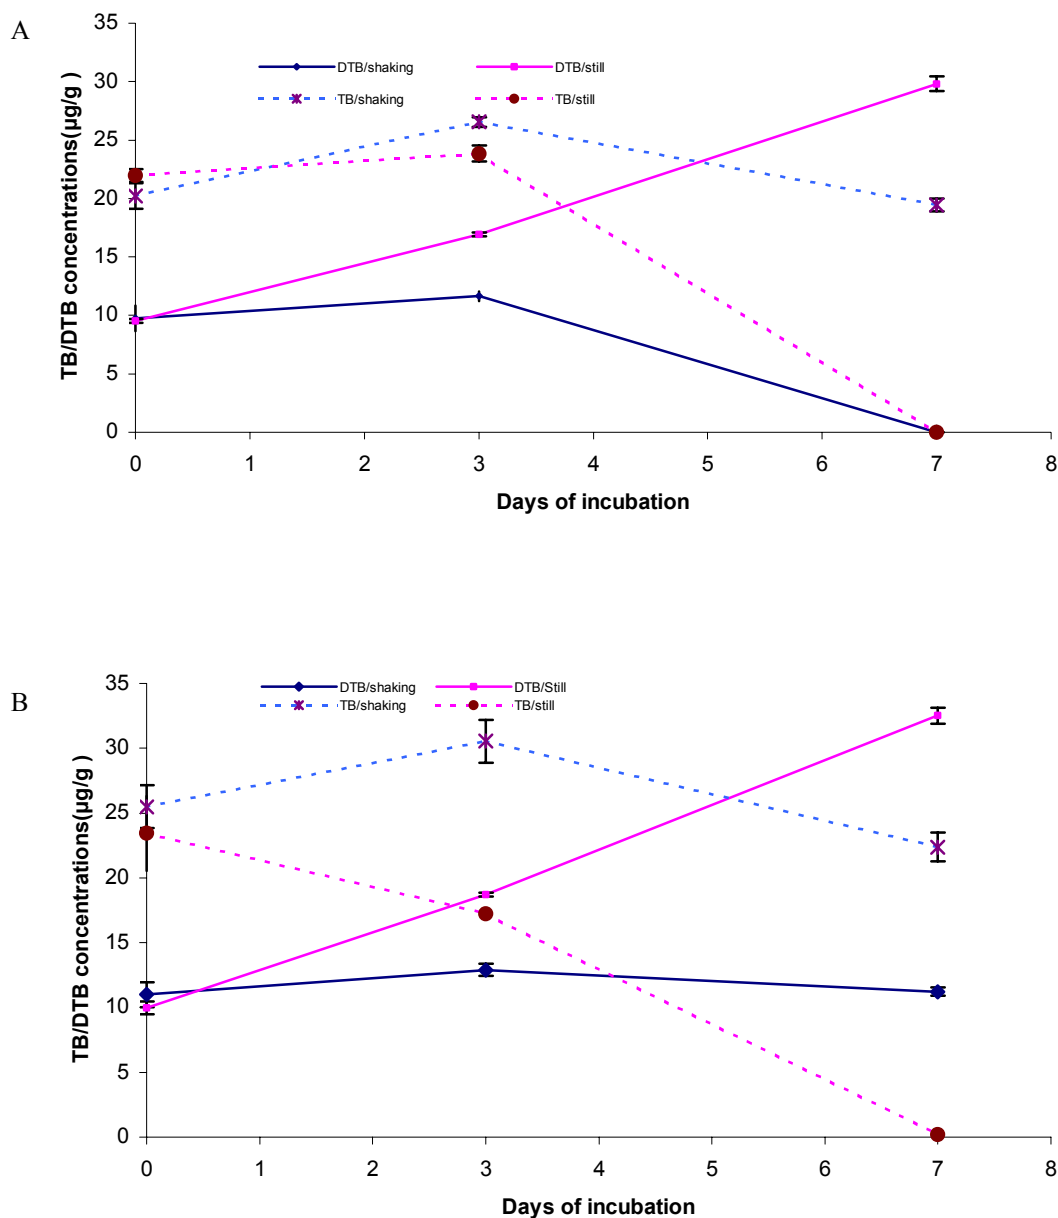 A
35
30
25
20
15
10
5
0
TB/DTB concentrations(µg/g )
DTB/shaking DTB/still
TB/shaking TB/still
0 1 2 3 4 5 6 7 8
Days of incubation
B
35
30
25
20
15
10
5
0
TB/DTB concentrations(µg/g )
DTB/shaking DTB/Still
TB/shaking TB/still
0 1 2 3 4 5 6 7 8
Days of incubation